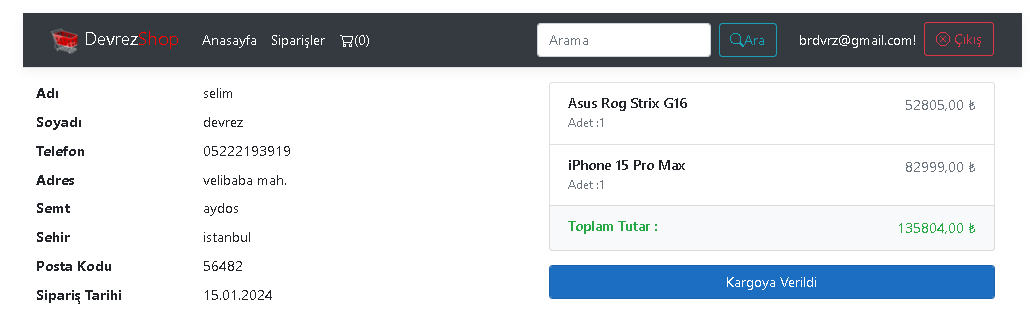 DevrezShop Anasayfa Siparişler (0) Arama Ara brdvrz@gmail.com! Çıkış
Adı selim
Soyadı devrez
Telefon 05222193919
Adres velibaba mah.
Semt aydos
Sehir istanbul
Posta Kodu 56482
Sipariş Tarihi 15.01.2024
Asus Rog Strix G16 52805,00 ₺
Adet :1
iPhone 15 Pro Max 82999,00 ₺
Adet :1
Toplam Tutar : 135804,00 ₺
Kargoya Verildi